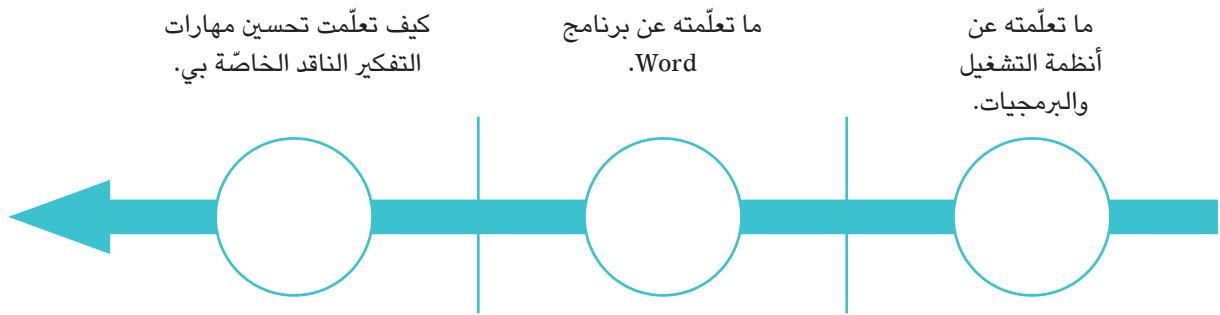 ما تعلّمته عن
أنظمة التشغيل
والبرمجيات.
ما تعلّمته عن برنامج
Word.
كيف تعلّمت تحسين مهارات
التفكير الناقد الخاصّة بي.